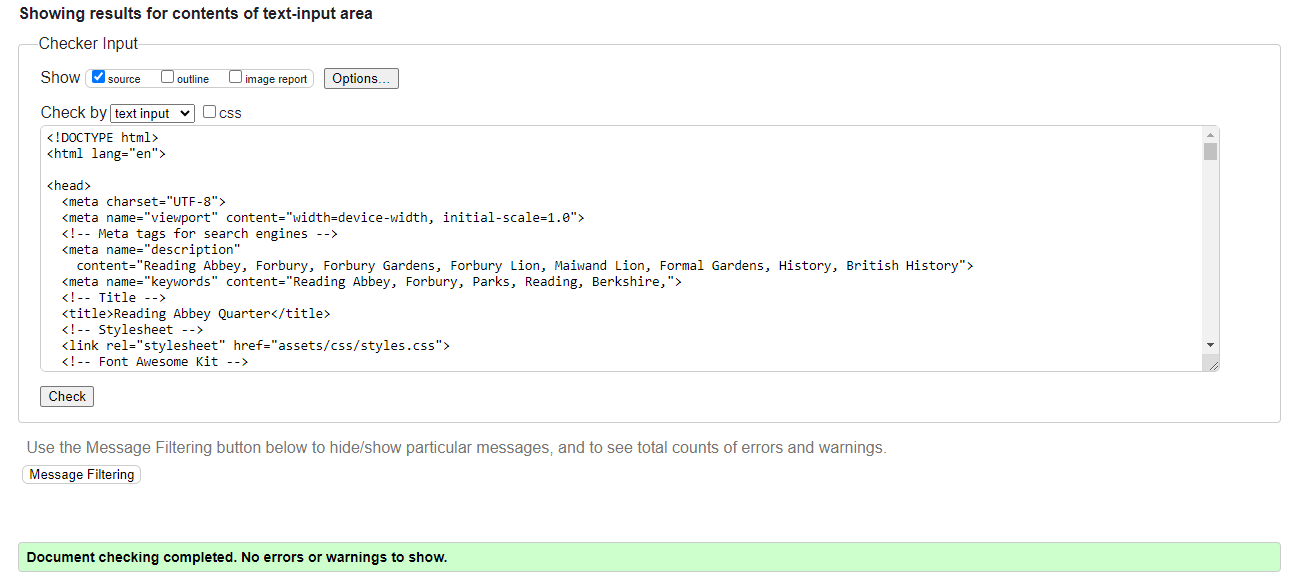 Showing results for contents of text-input area
Checker Input
Show source outline image report Options...
Check by text input css
<!DOCTYPE html>
<html lang="en">
<head>
<meta charset="UTF-8">
<meta name="viewport" content="width=device-width, initial-scale=1.0">
<!-- Meta tags for search engines -->
<meta name="description"
content="Reading Abbey, Forbury, Forbury Gardens, Forbury Lion, Maiwand Lion, Formal Gardens, History, British History">
<meta name="keywords" content="Reading Abbey, Forbury, Parks, Reading, Berkshire,">
<!-- Title -->
<title>Reading Abbey Quarter</title>
<!-- Stylesheet -->
<link rel="stylesheet" href="assets/css/styles.css">
<!-- Font Awesome Kit -->
Check
Use the Message Filtering button below to hide/show particular messages, and to see total counts of errors and warnings.
Message Filtering
Document checking completed. No errors or warnings to show.